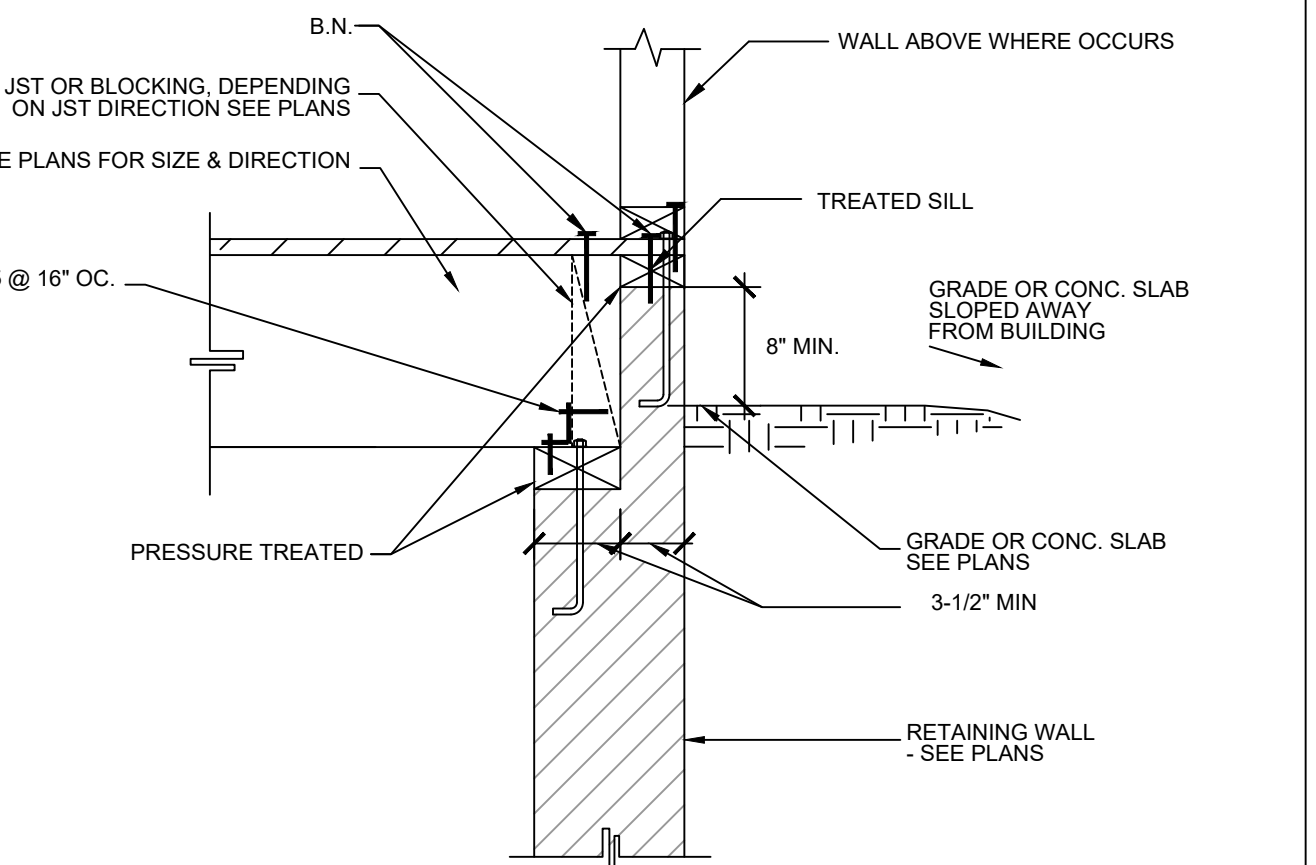 B.N.
WALL ABOVE WHERE OCCURS
JST OR BLOCKING, DEPENDING
ON JST DIRECTION SEE PLANS
PLANS FOR SIZE & DIRECTION
TREATED SILL
@ 16" OC.
GRADE OR CONC. SLAB
SLOPED AWAY
FROM BUILDING
8" MIN.
PRESSURE TREATED
GRADE OR CONC. SLAB
SEE PLANS
3-1/2" MIN
RETAINING WALL
- SEE PLANS